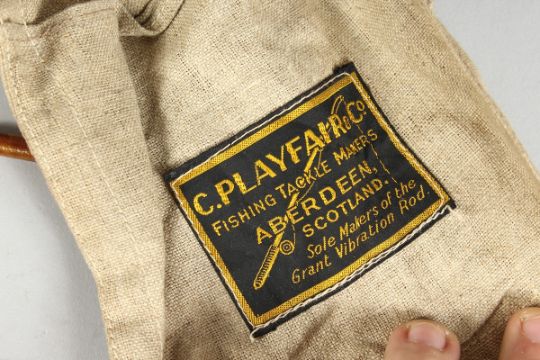 C. PLAYFAIR & Co.
FISHING TACKLE MAKERS
ABERDEEN,
SCOTLAND.
Sole Makers of the
Grant Vibration Rod.